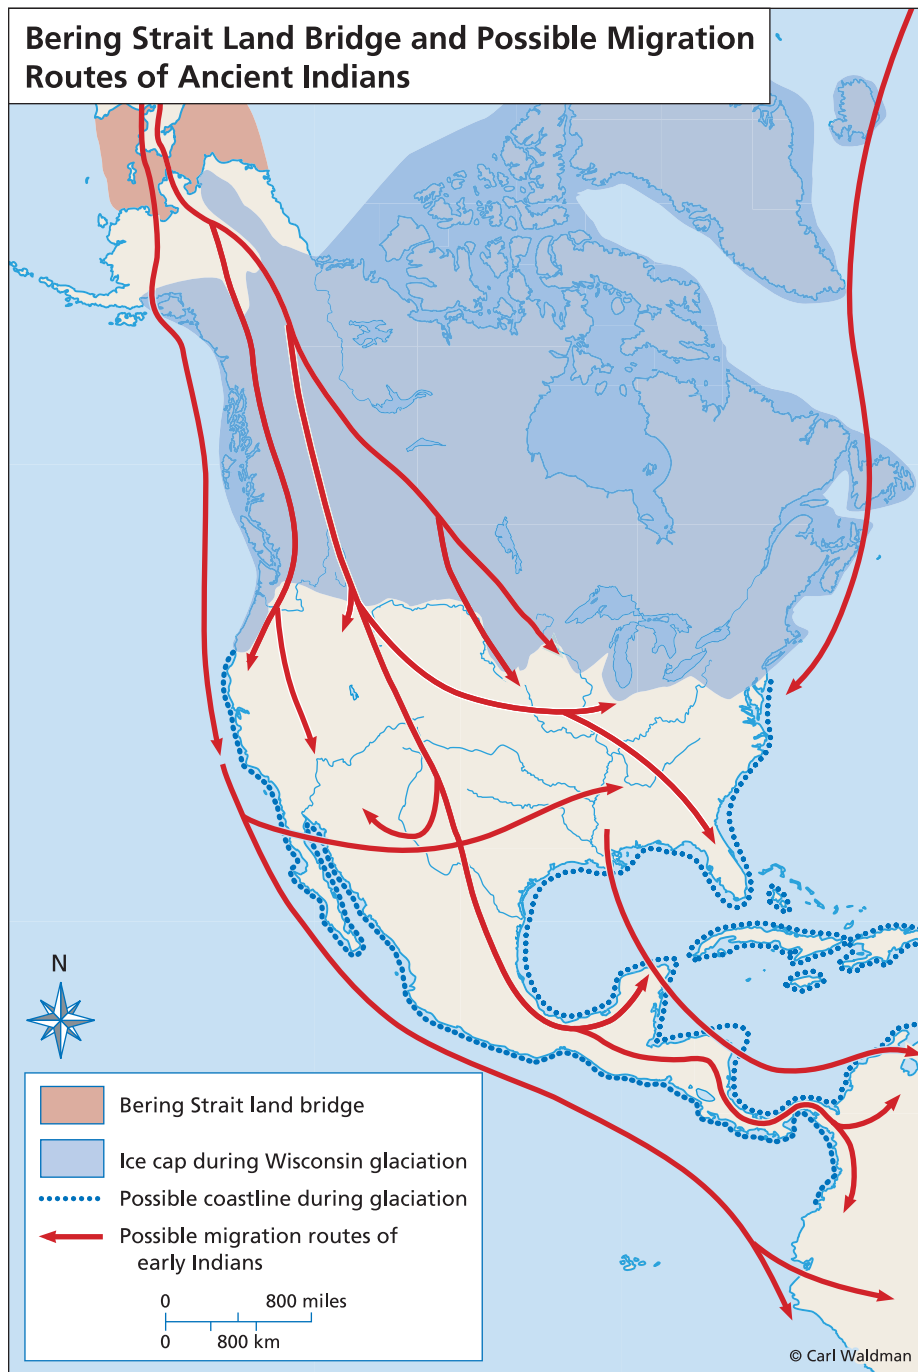 Bering Strait Land Bridge and Possible Migration
Routes of Ancient Indians
N
Bering Strait land bridge
Ice cap during Wisconsin glaciation
Possible coastline during glaciation
Possible migration routes of
early Indians
0 800 miles
0 800 km
© Carl Waldman